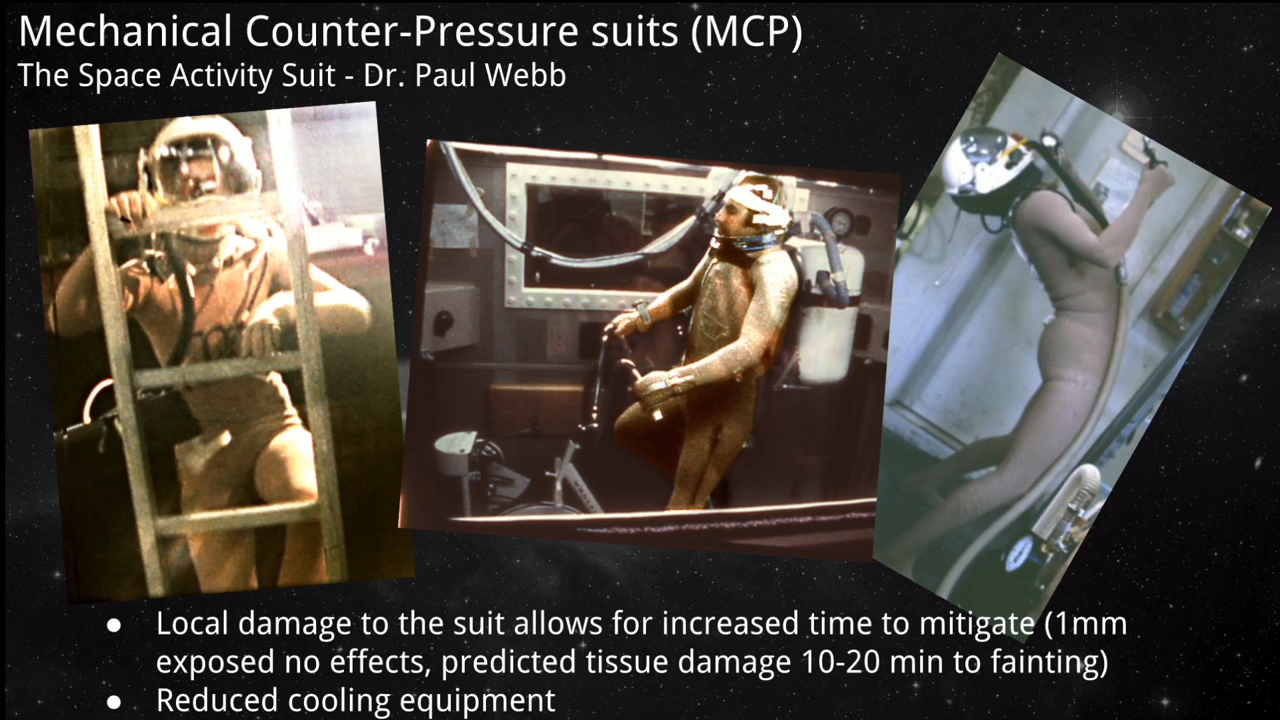 Mechanical Counter-Pressure suits (MCP)
The Space Activity Suit - Dr. Paul Webb
● Local damage to the suit allows for increased time to mitigate (1mm
exposed no effects, predicted tissue damage 10-20 min to fainting)
● Reduced cooling equipment